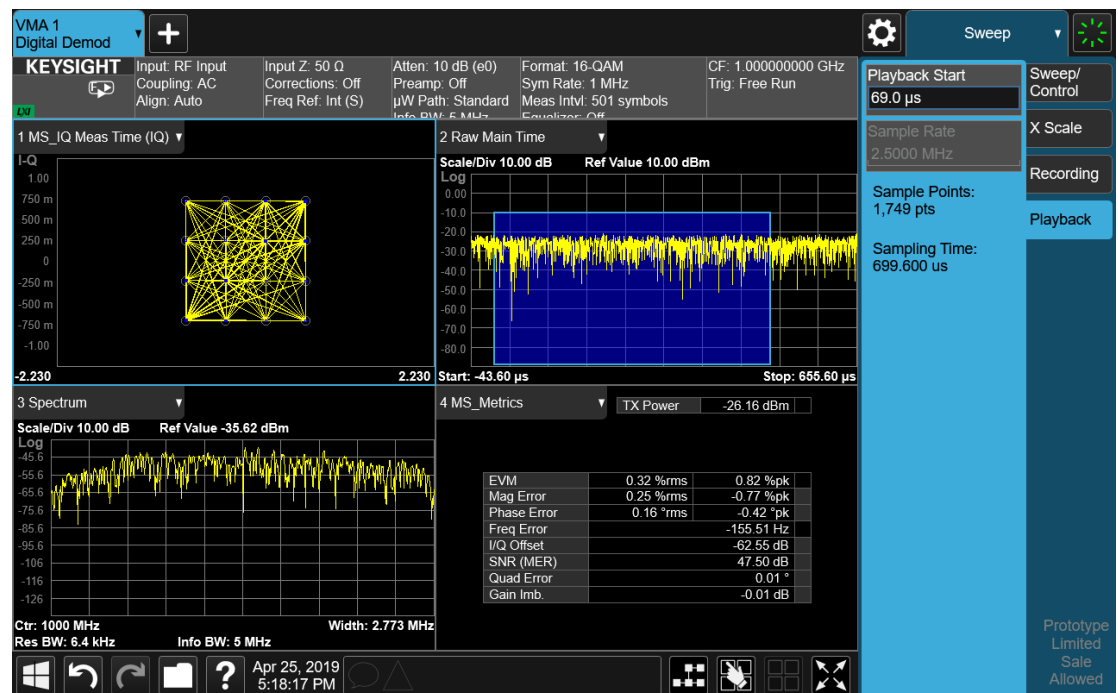 VMA 1
Digital Demod
Sweep
KEYSIGHT
LXI
Input: RF Input
Coupling: AC
Align: Auto
Input Z: 50 Ω
Corrections: Off
Freq Ref: Int (S)
Atten: 10 dB (e0)
Preamp: Off
µW Path: Standard
Info BW: 5 MHz
Format: 16-QAM
Sym Rate: 1 MHz
Meas Intvl: 501 symbols
Equalizer: Off
CF: 1.000000000 GHz
Trig: Free Run
1 MS_IQ Meas Time (IQ)
I-Q
1.00
750 m
500 m
250 m
0
-250 m
-500 m
-750 m
-1.00
-2.230
2.230
2 Raw Main Time
Scale/Div 10.00 dB
Ref Value 10.00 dBm
Log
0.00
-10.0
-20.0
-30.0
-40.0
-50.0
-60.0
-70.0
-80.0
Start: -43.60 µs
Stop: 655.60 µs
3 Spectrum
Scale/Div 10.00 dB
Ref Value -35.62 dBm
Log
-45.6
-55.6
-65.6
-75.6
-85.6
-95.6
-106
-116
-126
Ctr: 1000 MHz
Width: 2.773 MHz
Res BW: 6.4 kHz
Info BW: 5 MHz
4 MS_Metrics
TX Power -26.16 dBm
EVM 0.32 %rms 0.82 %pk
Mag Error 0.25 %rms -0.77 %pk
Phase Error 0.16 °rms -0.42 °pk
Freq Error -155.51 Hz
I/Q Offset -62.55 dB
SNR (MER) 47.50 dB
Quad Error 0.01 °
Gain Imb. -0.01 dB
Playback Start
69.0 µs
Sample Rate
2.5000 MHz
Sample Points:
1,749 pts
Sampling Time:
699.600 us
Sweep/
Control
X Scale
Recording
Playback
Prototype
Limited
Sale
Allowed
?
Apr 25, 2019
5:18:17 PM